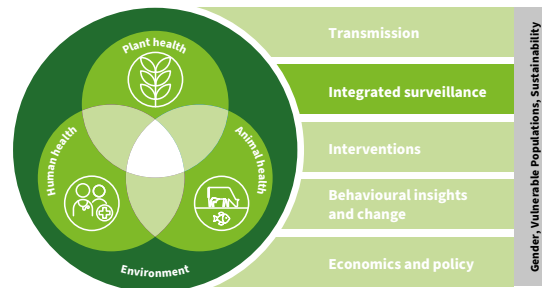 Plant health
Human health
Animal health
Environment
Transmission
Integrated surveillance
Interventions
Behavioural insights
and change
Economics and policy
Gender, Vulnerable Populations, Sustainability